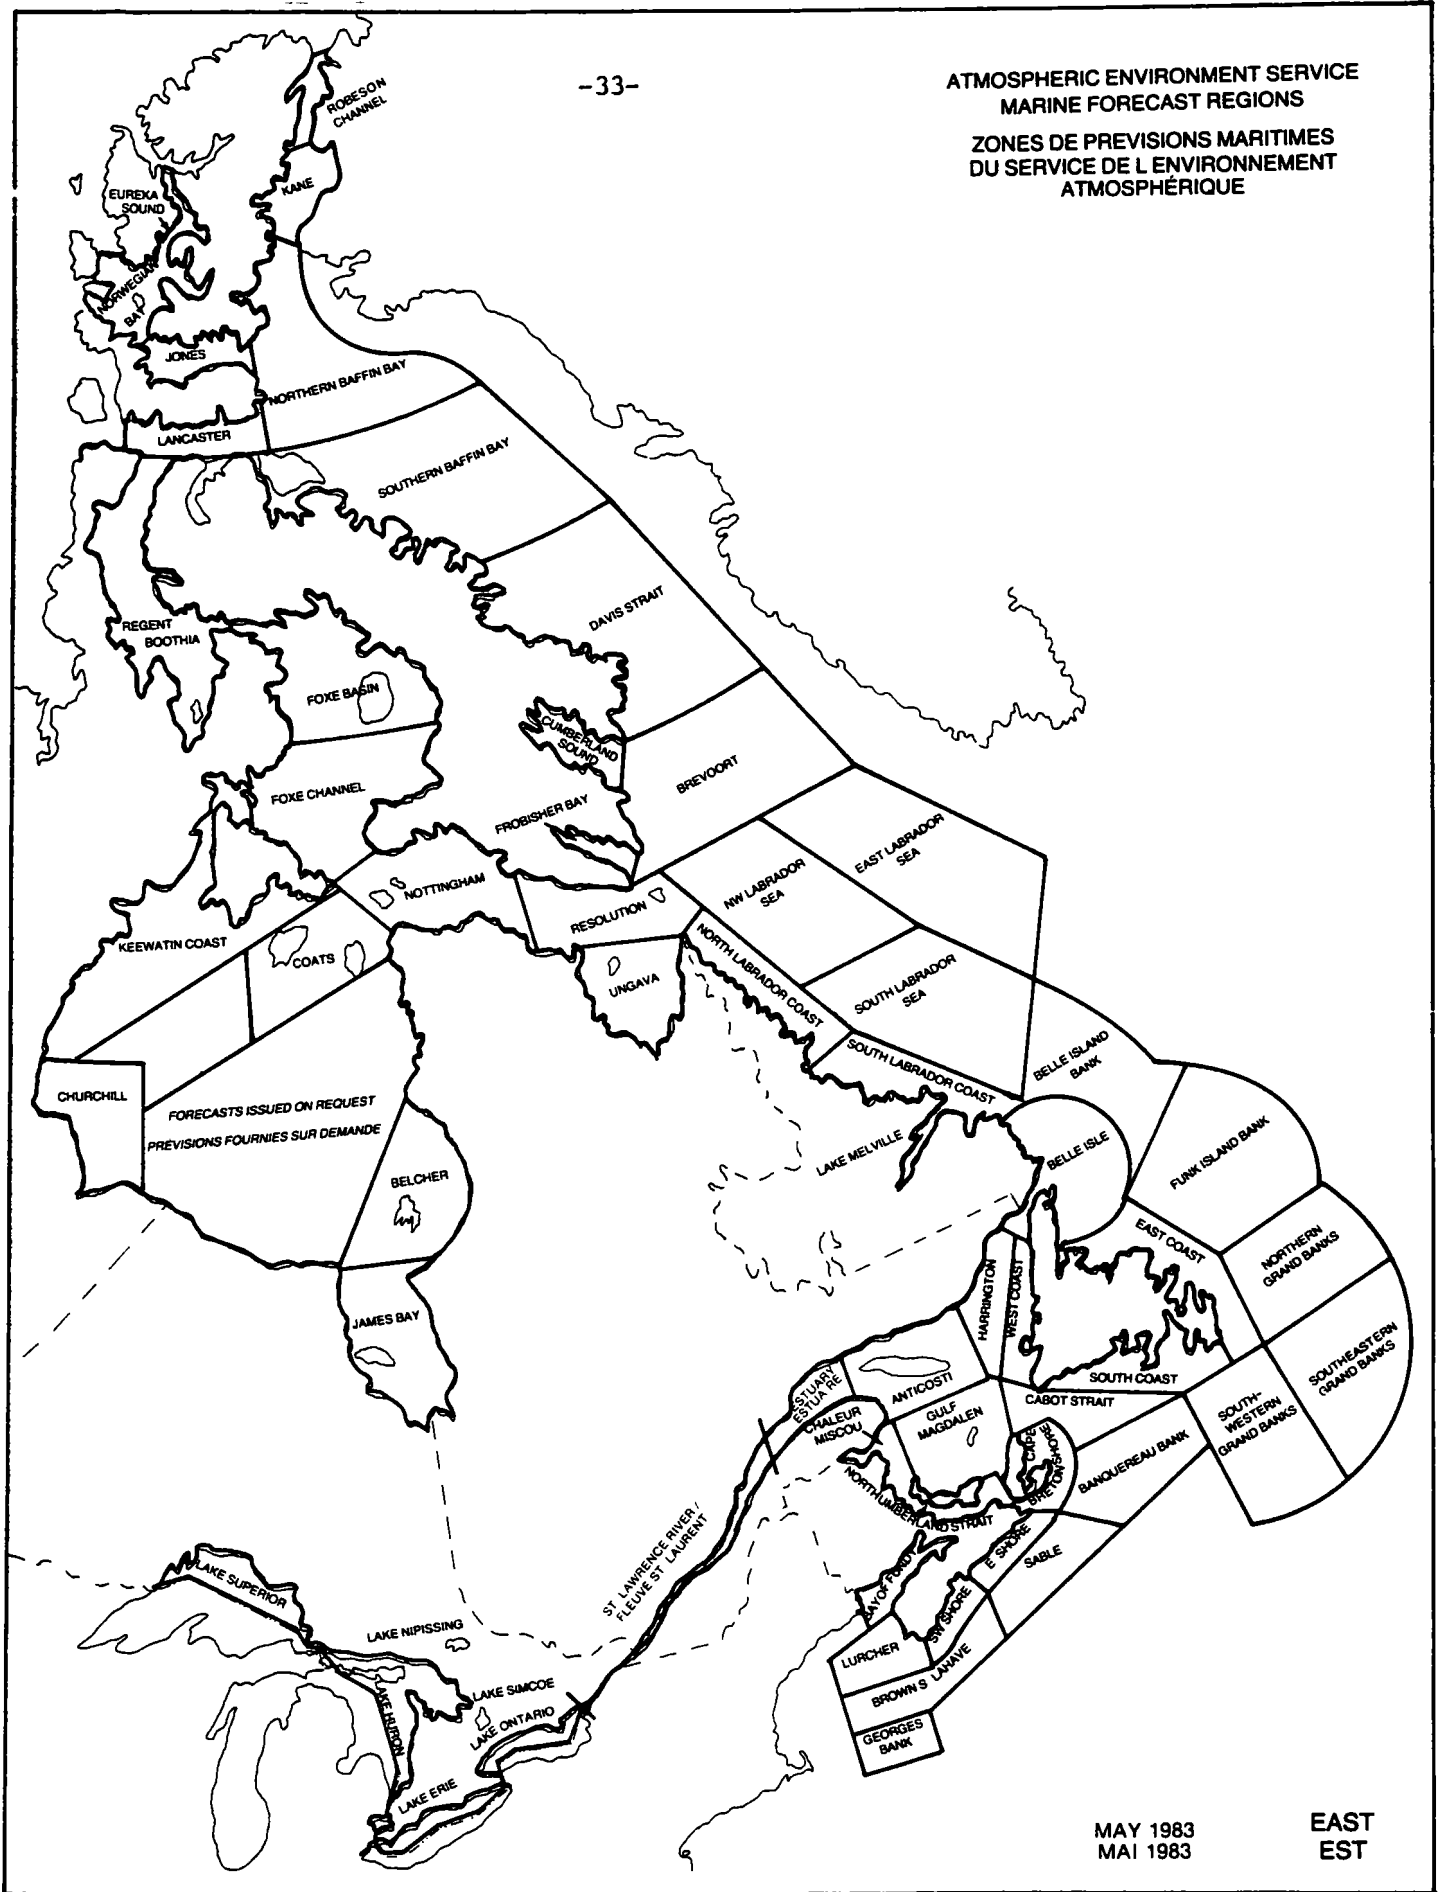 -33-
ATMOSPHERIC ENVIRONMENT SERVICE
MARINE FORECAST REGIONS
ZONES DE PREVISIONS MARITIMES
DU SERVICE DE L ENVIRONNEMENT
ATMOSPHÉRIQUE
ROBESON
CHANNEL
KANE
EUREKA
SOUND
NORWEGIAN
BAY
JONES
NORTHERN BAFFIN BAY
LANCASTER
SOUTHERN BAFFIN BAY
DAVIS STRAIT
REGENT
BOOTHIA
FOXE BASIN
CUMBERLAND
SOUND
BREVOORT
FOXE CHANNEL
FROBISHER BAY
EAST LABRADOR
SEA
NW LABRADOR
SEA
NOTTINGHAM
RESOLUTION
KEEWATIN COAST
COATS
UNGAVA
NORTH LABRADOR COAST
SOUTH LABRADOR
SEA
SOUTH LABRADOR COAST
BELLE ISLAND
BANK
CHURCHILL
FORECASTS ISSUED ON REQUEST
PRÉVISIONS FOURNIES SUR DEMANDE
BELCHER
LAKE MELVILLE
BELLE ISLE
FUNK ISLAND BANK
EAST COAST
NORTHERN
GRAND BANKS
HARRINGTON
WEST COAST
JAMES BAY
SOUTHEASTERN
GRAND BANKS
SOUTH COAST
ESTUARY
ESTUAIRE
ANTICOSTI
CABOT STRAIT
SOUTH-
WESTERN
GRAND BANKS
CHALEUR
MISCOU
GULF
MAGDALEN
CAPE
BRETON SHORE
BANQUEREAU BANK
NORTHUMBERLAND STRAIT
ST LAWRENCE RIVER /
FLEUVE ST LAURENT
E SHORE
SABLE
BAY OF FUNDY
SW SHORE
LAKE SUPERIOR
LAKE NIPISSING
LURCHER
BROWNS LAHAVE
LAKE HURON
LAKE SIMCOE
LAKE ONTARIO
GEORGES
BANK
LAKE ERIE
MAY 1983
MAI 1983
EAST
EST